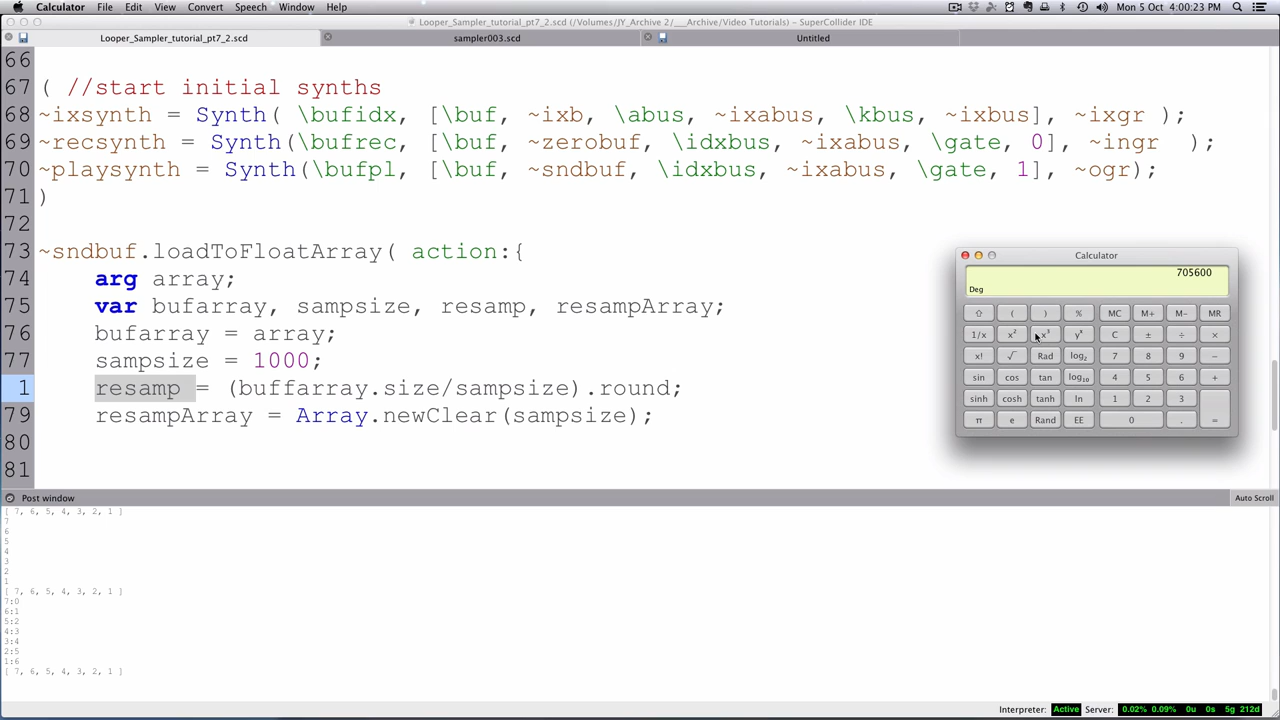 Calculator File Edit View Convert Speech Window Help Mon 5 Oct 4:00:23 PM
Looper_Sampler_tutorial_pt7_2.scd (/Volumes/JY_Archive 2/___Archive/Video Tutorials) – SuperCollider IDE
Looper_Sampler_tutorial_pt7_2.scd sampler003.scd Untitled
66
67 ( //start initial synths
68 ~ixsynth = Synth( \bufidx, [\buf, ~ixb, \abus, ~ixabus, \kbus, ~ixbus], ~ixgr );
69 ~recsynth = Synth(\bufrec, [\buf, ~zerobuf, \idxbus, ~ixabus, \gate, 0], ~ingr );
70 ~playsynth = Synth(\bufpl, [\buf, ~sndbuf, \idxbus, ~ixabus, \gate, 1], ~ogr);
71 )
72
73 ~sndbuf.loadToFloatArray( action:{
74 arg array;
75 var bufarray, sampsize, resamp, resampArray;
76 bufarray = array;
77 sampsize = 1000;
1 resamp = (buffarray.size/sampsize).round;
79 resampArray = Array.newClear(sampsize);
80
81
Calculator
705600
Deg
( ) % MC M+ M- MR
1/x x² x³ yˣ C ± ÷ ×
x! √ Rad log₂ 7 8 9 −
sin cos tan log₁₀ 4 5 6 +
sinh cosh tanh ln 1 2 3
π e Rand EE 0 . =
Post window Auto Scroll
[ 7, 6, 5, 4, 3, 2, 1 ]
7
6
5
4
3
2
1
[ 7, 6, 5, 4, 3, 2, 1 ]
7:0
6:1
5:2
4:3
3:4
2:5
1:6
[ 7, 6, 5, 4, 3, 2, 1 ]
Interpreter: Active Server: 0.02% 0.09% 0u 0s 5g 212d